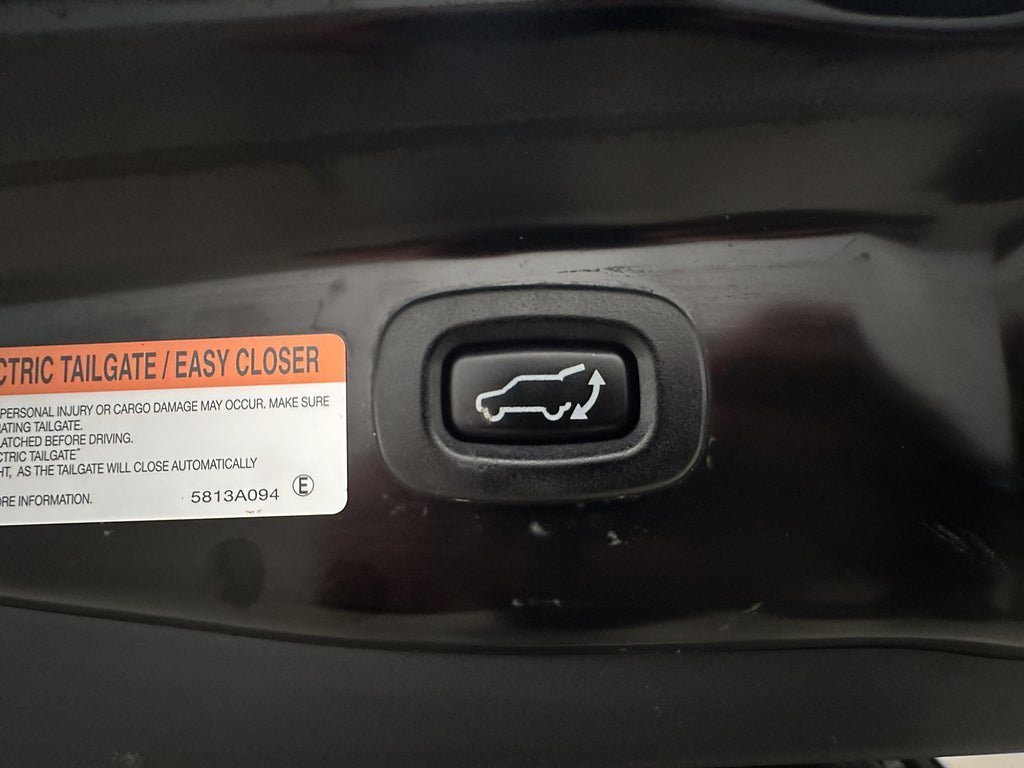 CTRIC TAILGATE / EASY CLOSER
PERSONAL INJURY OR CARGO DAMAGE MAY OCCUR. MAKE SURE
RATING TAILGATE.
LATCHED BEFORE DRIVING.
CTRIC TAILGATE"
HT, AS THE TAILGATE WILL CLOSE AUTOMATICALLY
ORE INFORMATION.
5813A094 E